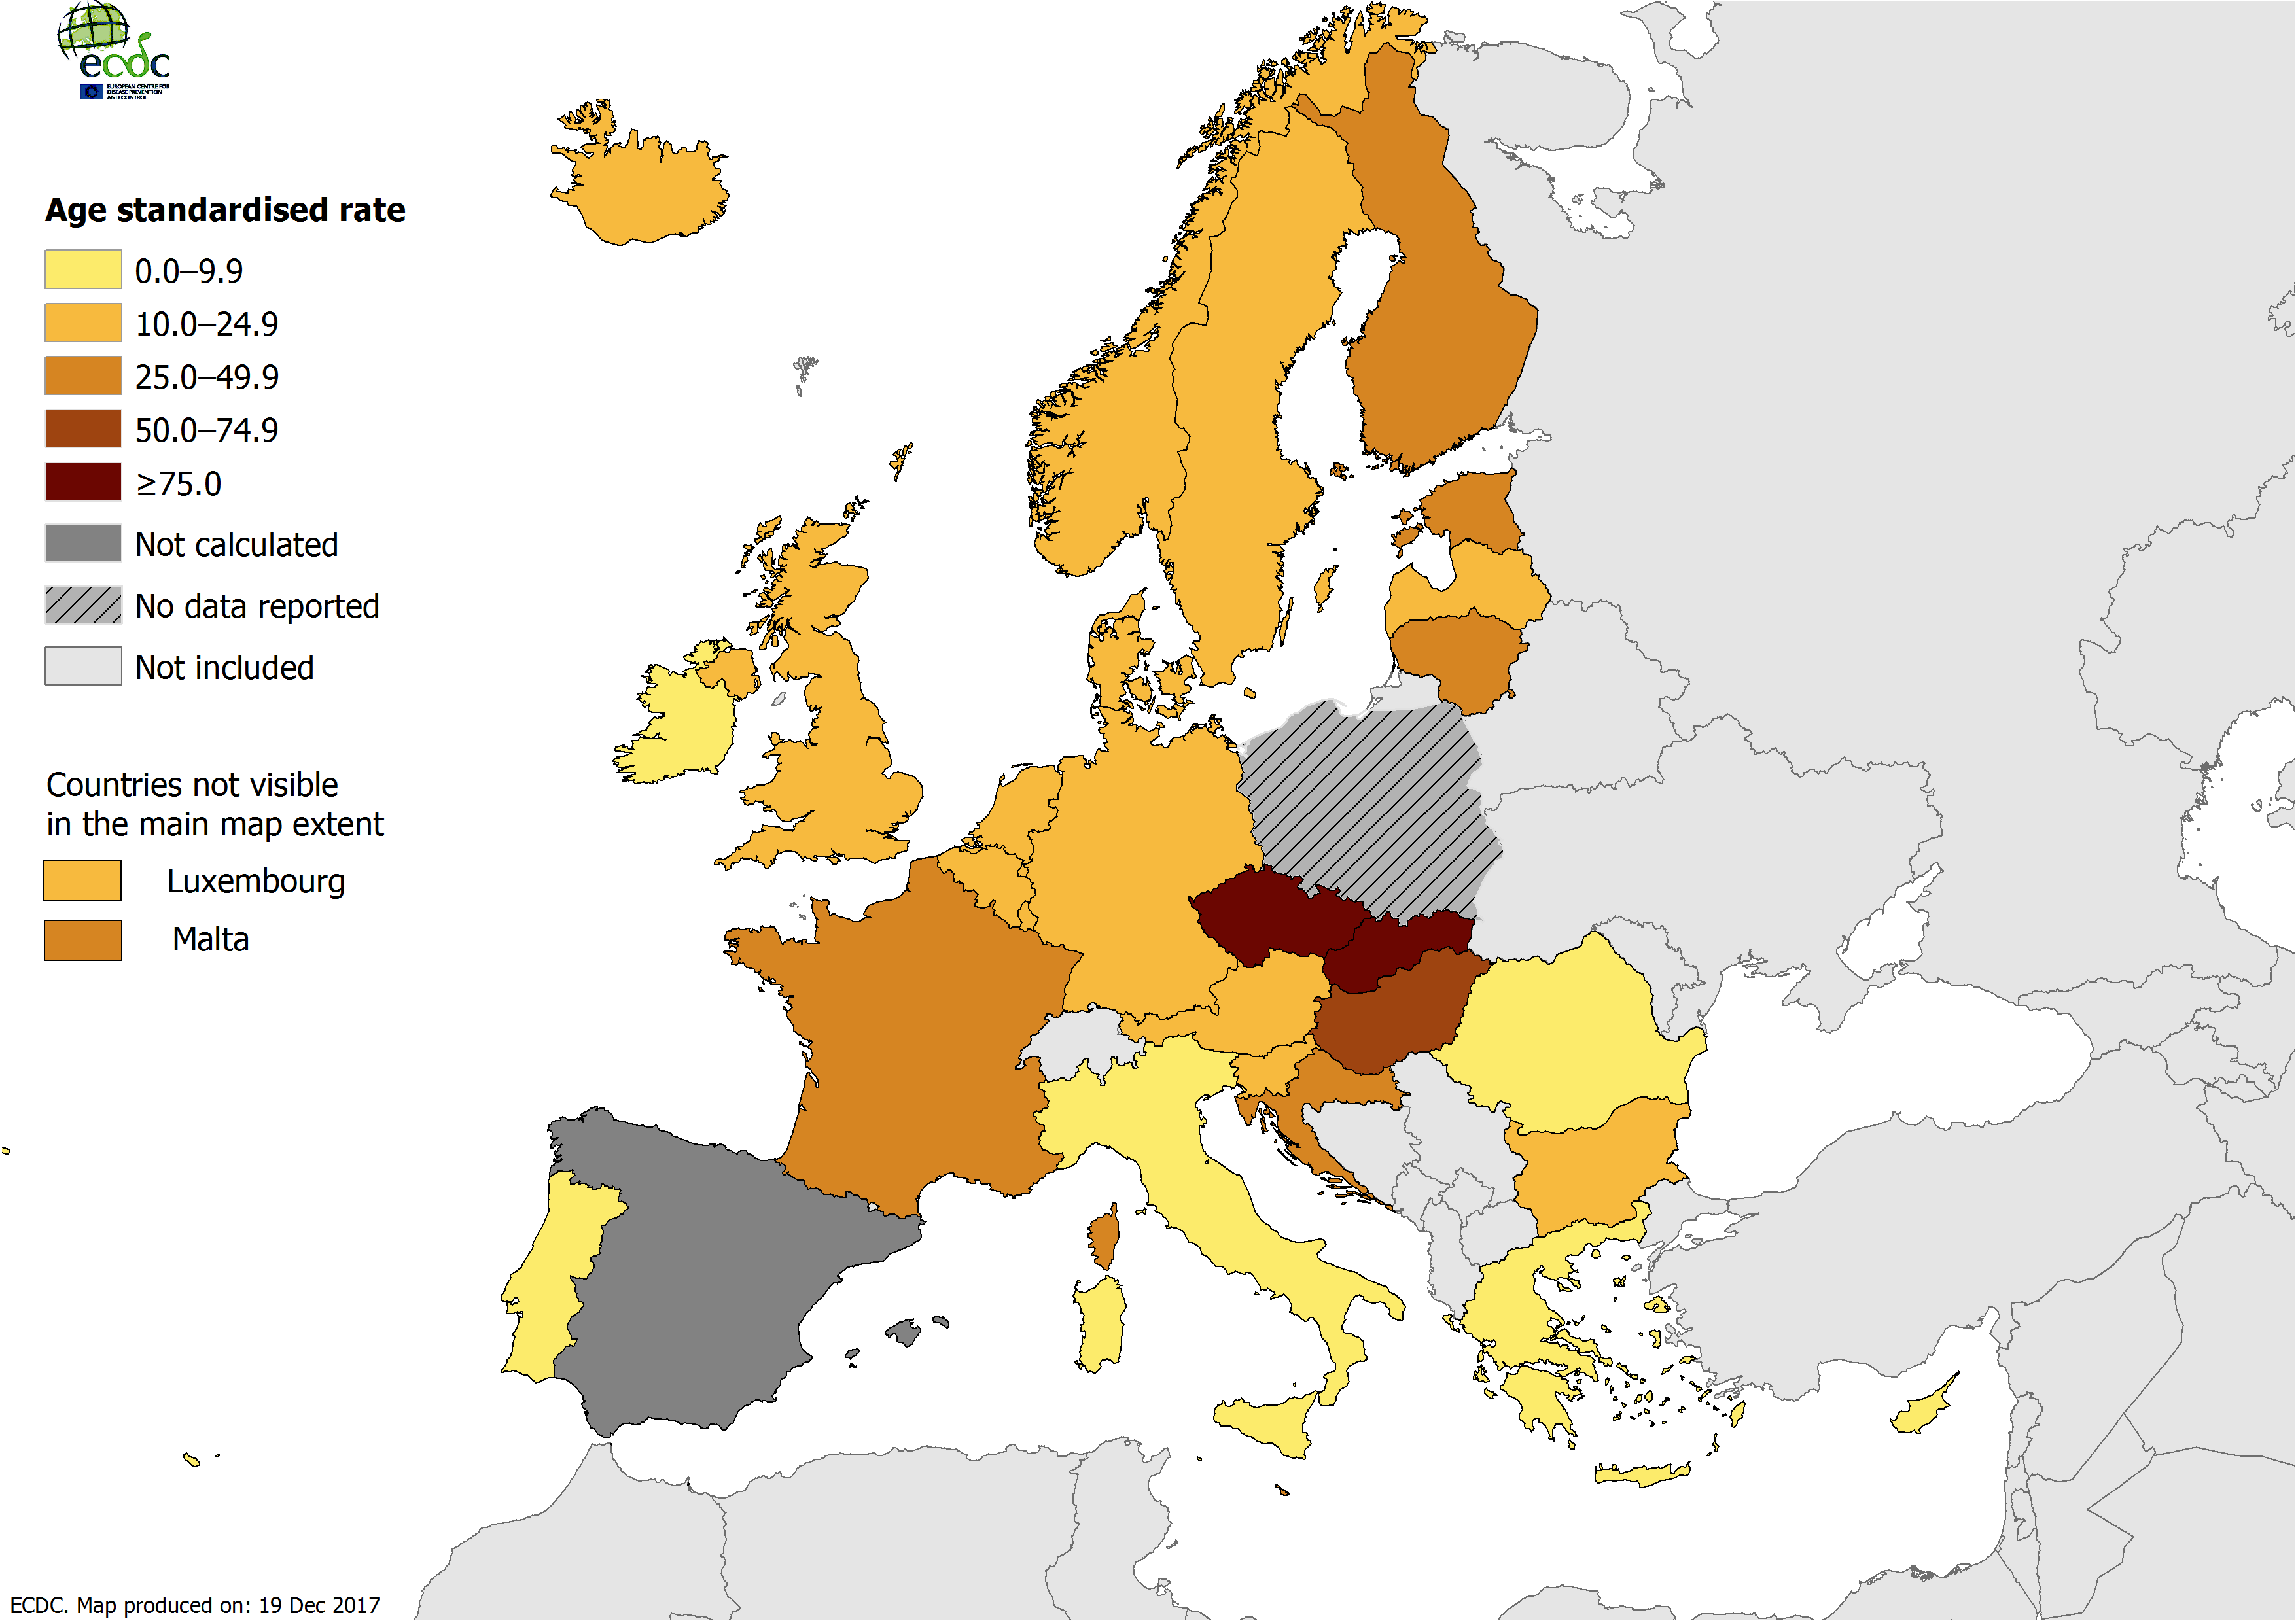 ecdc
EUROPEAN CENTRE FOR
DISEASE PREVENTION
AND CONTROL
Age standardised rate
0.0–9.9
10.0–24.9
25.0–49.9
50.0–74.9
≥75.0
Not calculated
No data reported
Not included
Countries not visible
in the main map extent
Luxembourg
Malta
ECDC. Map produced on: 19 Dec 2017